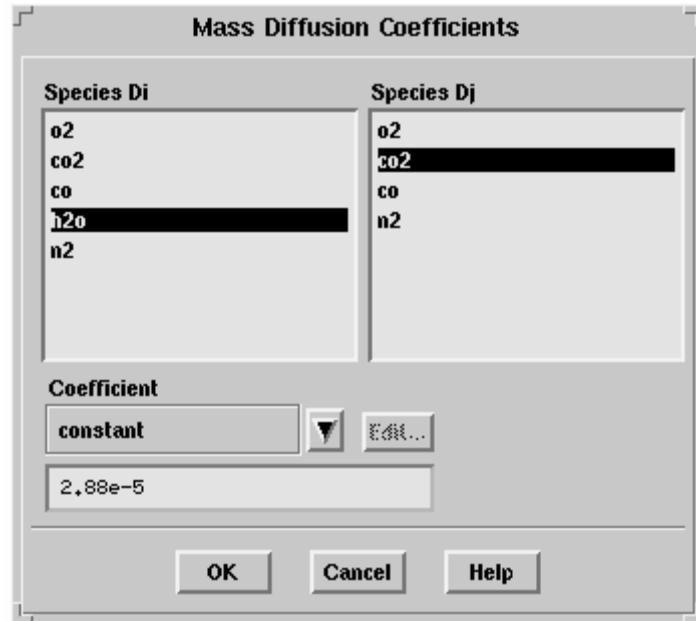 Mass Diffusion Coefficients
Species Di
o2
co2
co
h2o
n2
Species Dj
o2
co2
co
n2
Coefficient
constant
Edit...
2.88e-5
OK
Cancel
Help